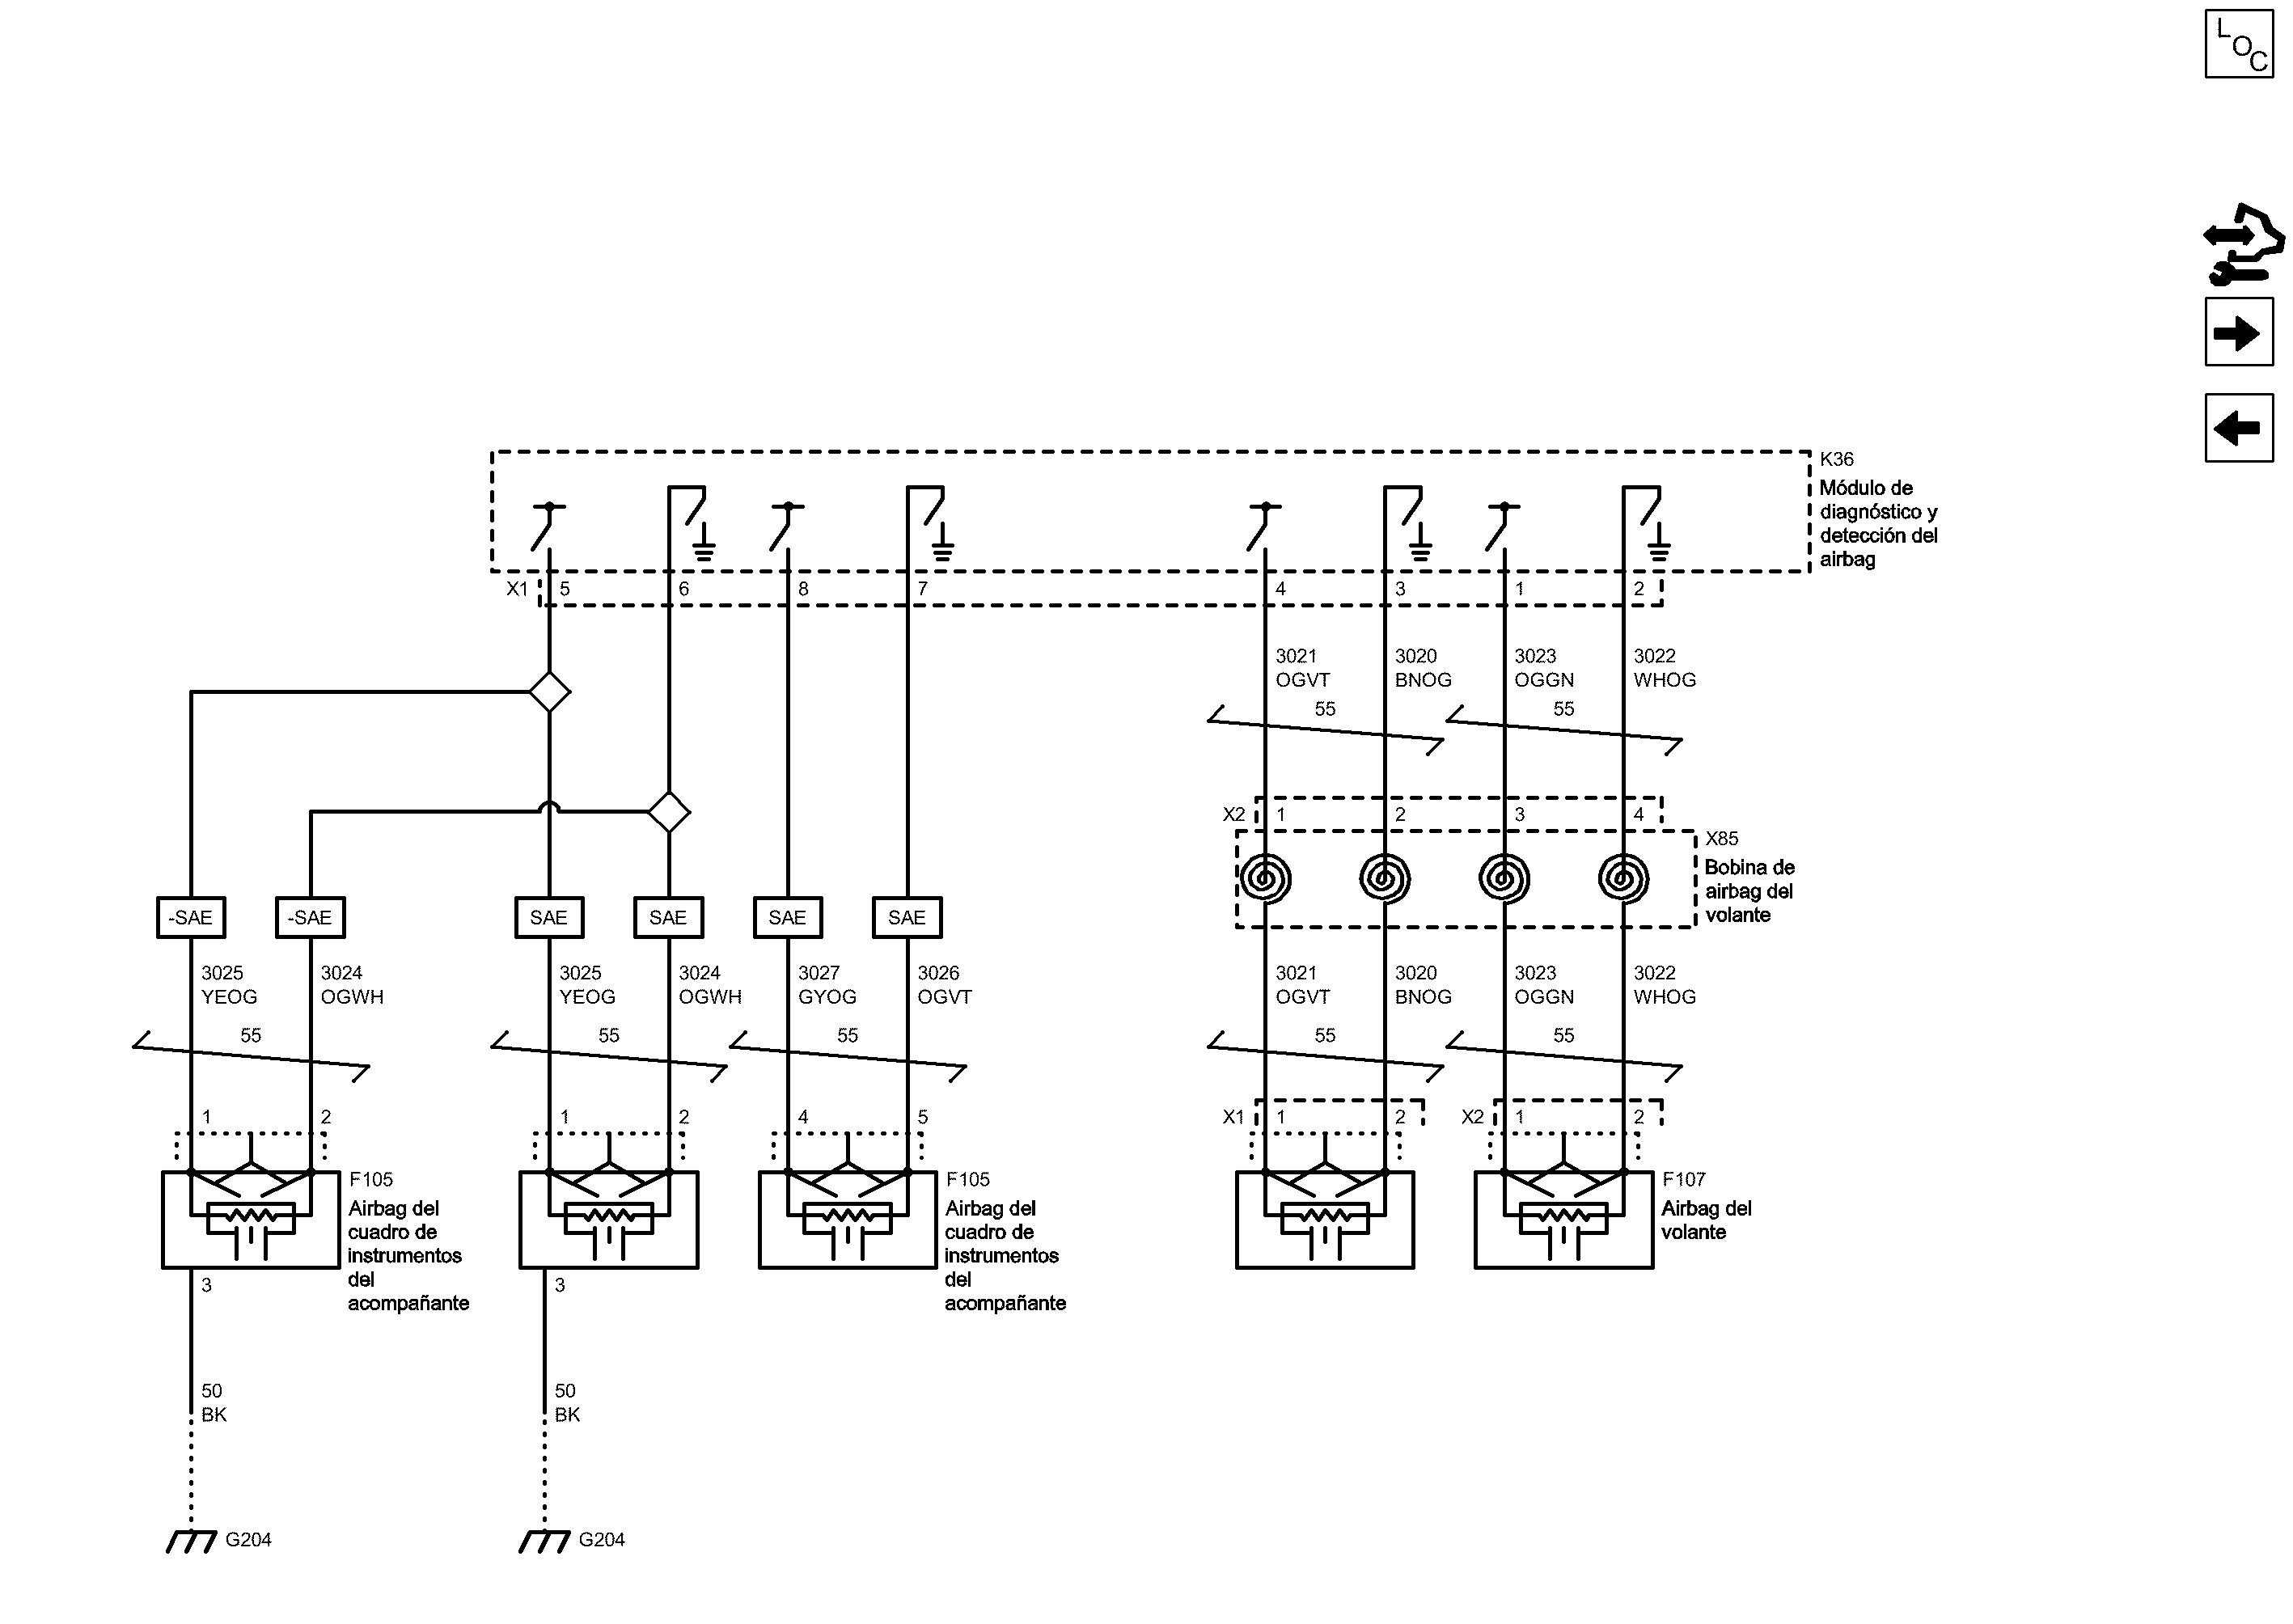 LOC
K36
Módulo de
diagnóstico y
detección del
airbag
X1 5 6 8 7 4 3 1 2
3021 3020 3023 3022
OGVT BNOG OGGN WHOG
55 55
X2 1 2 3 4
X85
Bobina de
airbag del
volante
-SAE -SAE SAE SAE SAE SAE
3025 3024 3025 3024 3027 3026 3021 3020 3023 3022
YEOG OGWH YEOG OGWH GYOG OGVT OGVT BNOG OGGN WHOG
55 55 55 55 55
1 2 1 2 4 5 X1 1 2 X2 1 2
F105
Airbag del
cuadro de
instrumentos
del
acompañante
F105
Airbag del
cuadro de
instrumentos
del
acompañante
F107
Airbag del
volante
3 3
50 50
BK BK
G204 G204